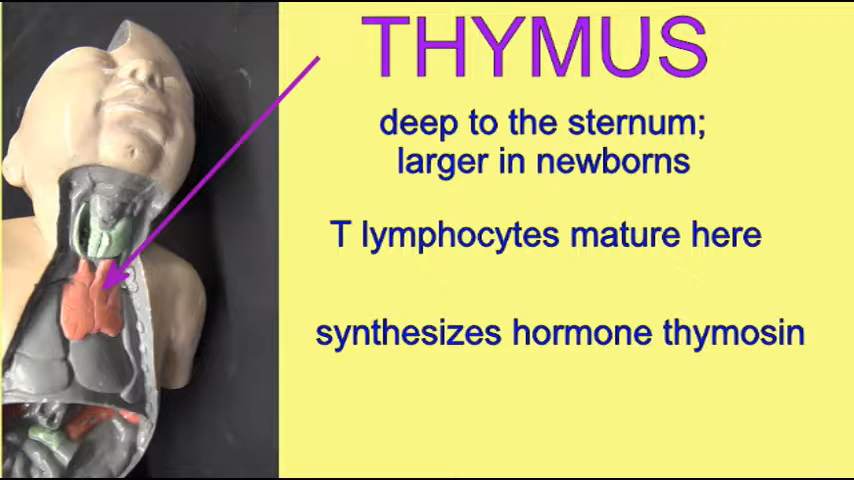 THYMUS
deep to the sternum;
larger in newborns
T lymphocytes mature here
synthesizes hormone thymosin